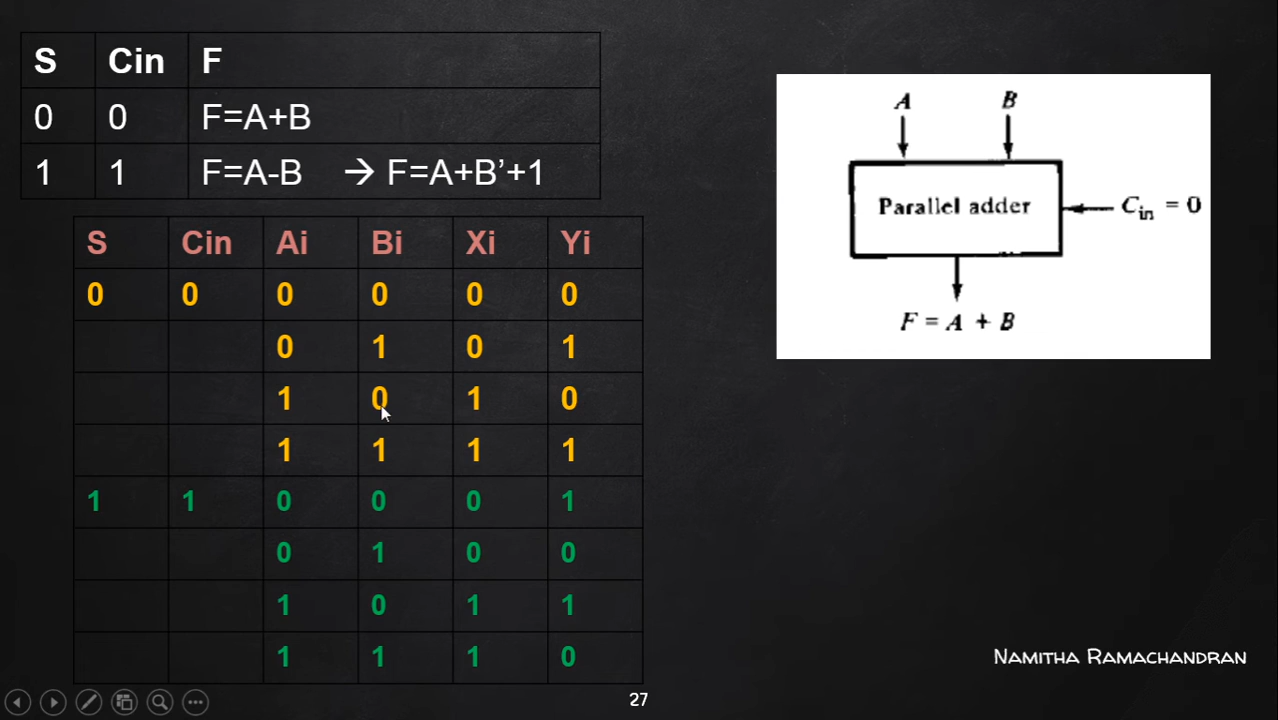 S Cin F
0 0 F=A+B
1 1 F=A-B → F=A+B’+1
A B
Parallel adder
Cin = 0
F = A + B
S Cin Ai Bi Xi Yi
0 0 0 0 0 0
0 1 0 1
1 0 1 0
1 1 1 1
1 1 0 0 0 1
0 1 0 0
1 0 1 1
1 1 1 0
Namitha Ramachandran
27